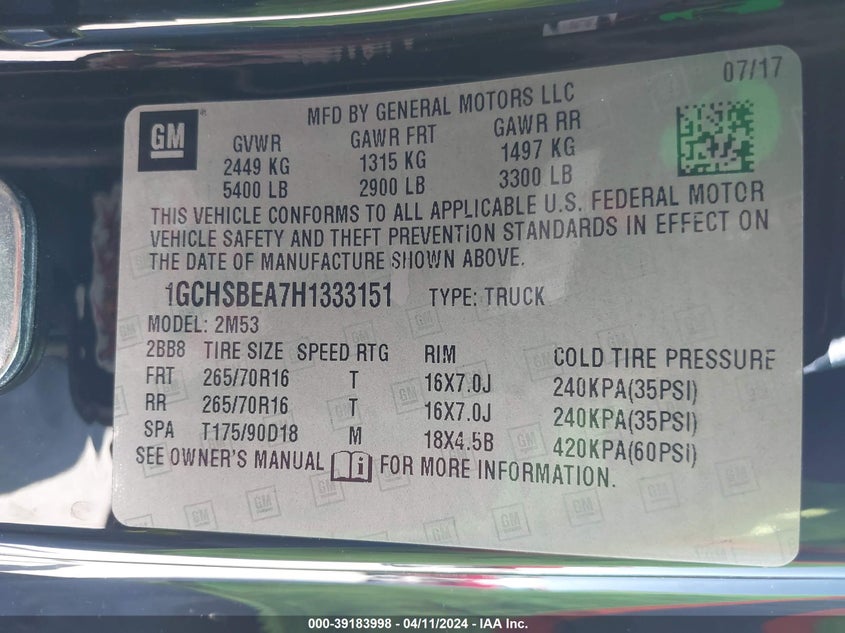 07/17
GM
MFD BY GENERAL MOTORS LLC
GVWR GAWR FRT GAWR RR
2449 KG 1315 KG 1497 KG
5400 LB 2900 LB 3300 LB
THIS VEHICLE CONFORMS TO ALL APPLICABLE U.S. FEDERAL MOTOR
VEHICLE SAFETY AND THEFT PREVENTION STANDARDS IN EFFECT ON
THE DATE OF MANUFACTURE SHOWN ABOVE.
1GCHSBEA7H1333151 TYPE: TRUCK
MODEL: 2M53
2BB8 TIRE SIZE SPEED RTG RIM COLD TIRE PRESSURE
FRT 265/70R16 T 16X7.0J 240KPA(35PSI)
RR 265/70R16 T 16X7.0J 240KPA(35PSI)
SPA T175/90D18 M 18X4.5B 420KPA(60PSI)
SEE OWNER'S MANUAL FOR MORE INFORMATION.
000-39183998 - 04/11/2024 - IAA Inc.